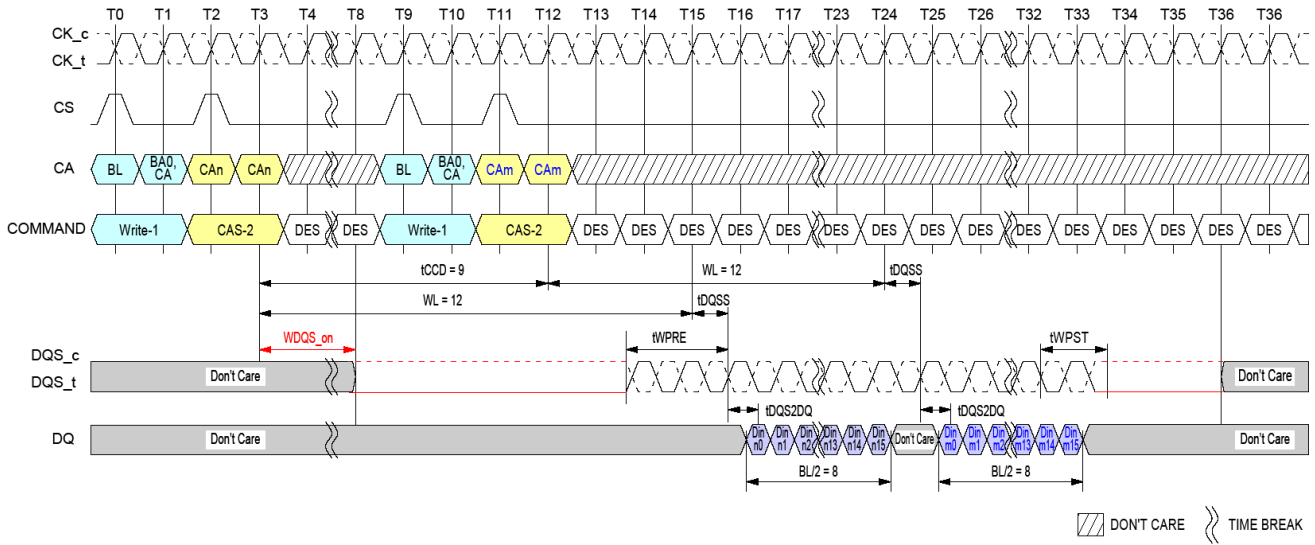 T0 T1 T2 T3 T4 T8 T9 T10 T12 T13 T14 T15 T16 T17 T23 T24 T25 T26 T32 T33 T34 T35 T36 T36
CK_c
CK_t
CS
CA BL BA0, CA CAn CAn BL BA0, CA CAm CAm
COMMAND Write-1 CAS-2 DES DES Write-1 CAS-2 DES DES DES DES DES DES DES DES DES DES DES DES DES DES DES
tCCD = 9 WL = 12 tDQSS
WL = 12 tDQSS
WDQS_on tWPRE tWPST
DQS_c
DQS_t Don't Care Don't Care
tDQS2DQ tDQS2DQ
DQ Don't Care Din n0 Din n1 Din n2 Din n13 Din n14 Din n15 Don't Care Din m0 Din m1 Din m2 Din m13 Din m14 Din m15 Don't Care
BL/2 = 8 BL/2 = 8
DON'T CARE TIME BREAK